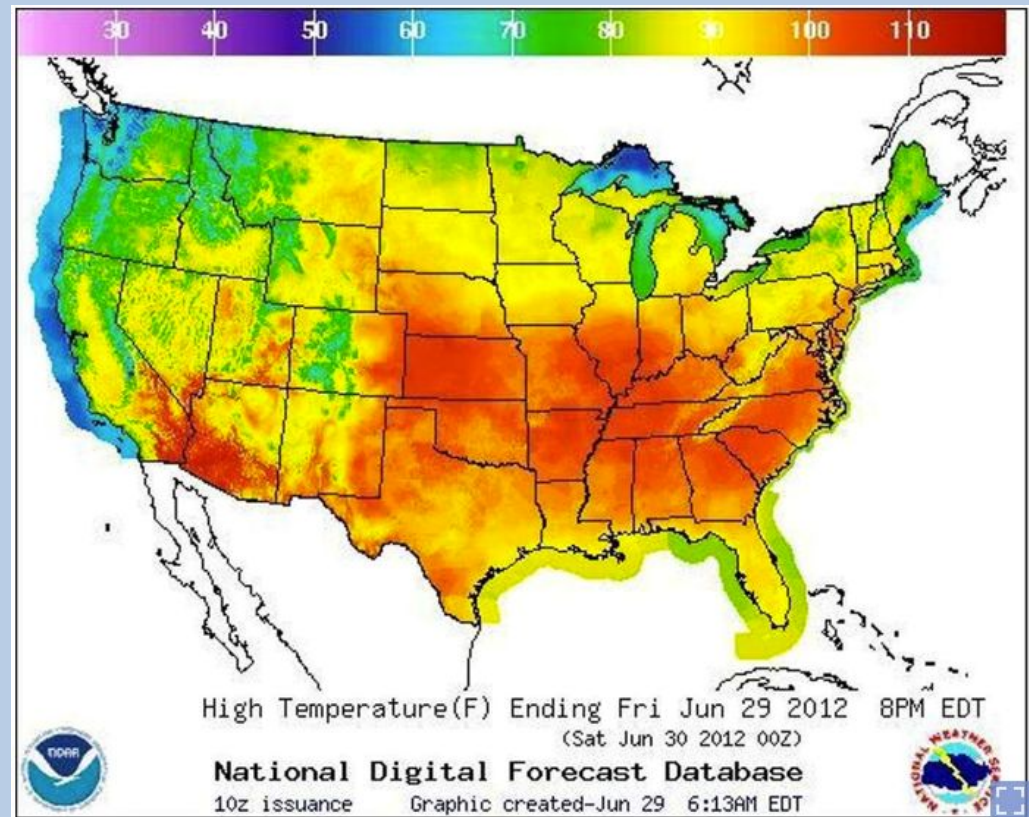 30 40 50 60 70 80 90 100 110
High Temperature(F) Ending Fri Jun 29 2012 8PM EDT
(Sat Jun 30 2012 00Z)
National Digital Forecast Database
10z issuance Graphic created-Jun 29 6:13AM EDT
NOAA